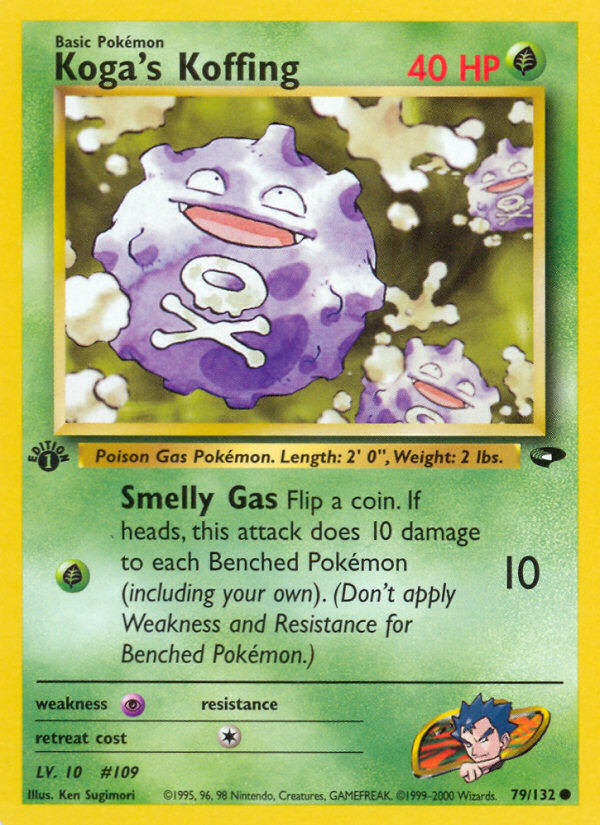 Basic Pokémon
Koga's Koffing
40 HP
EDITION
1
Poison Gas Pokémon. Length: 2' 0", Weight: 2 lbs.
Smelly Gas Flip a coin. If
heads, this attack does 10 damage
to each Benched Pokémon
(including your own). (Don't apply
Weakness and Resistance for
Benched Pokémon.)
10
weakness
resistance
retreat cost
LV. 10 #109
Illus. Ken Sugimori
©1995, 96, 98 Nintendo, Creatures, GAMEFREAK. ©1999-2000 Wizards.
79/132